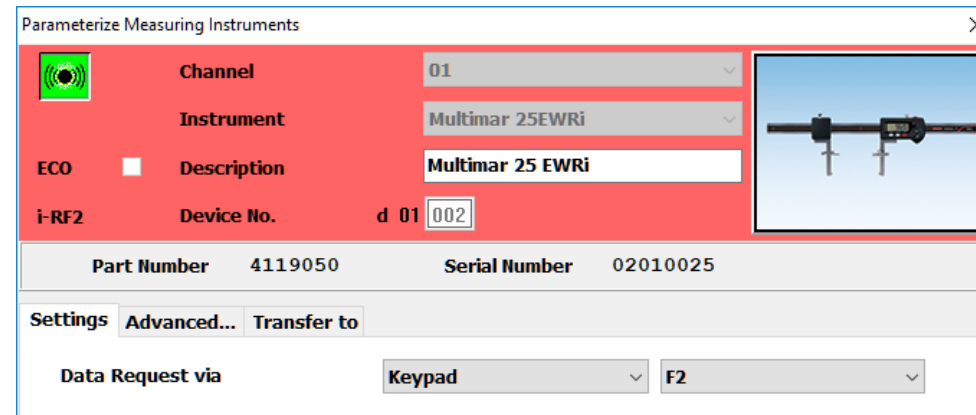 Parameterize Measuring Instruments
Channel 01
Instrument Multimar 25EWRi
ECO Description Multimar 25 EWRi
i-RF2 Device No. d 01 002
Part Number 4119050 Serial Number 02010025
Settings Advanced... Transfer to
Data Request via Keypad F2